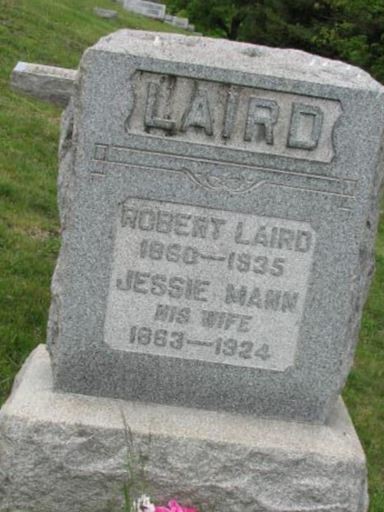 LAIRD
ROBERT LAIRD
1860—1935
JESSIE MANN
HIS WIFE
1863—1924